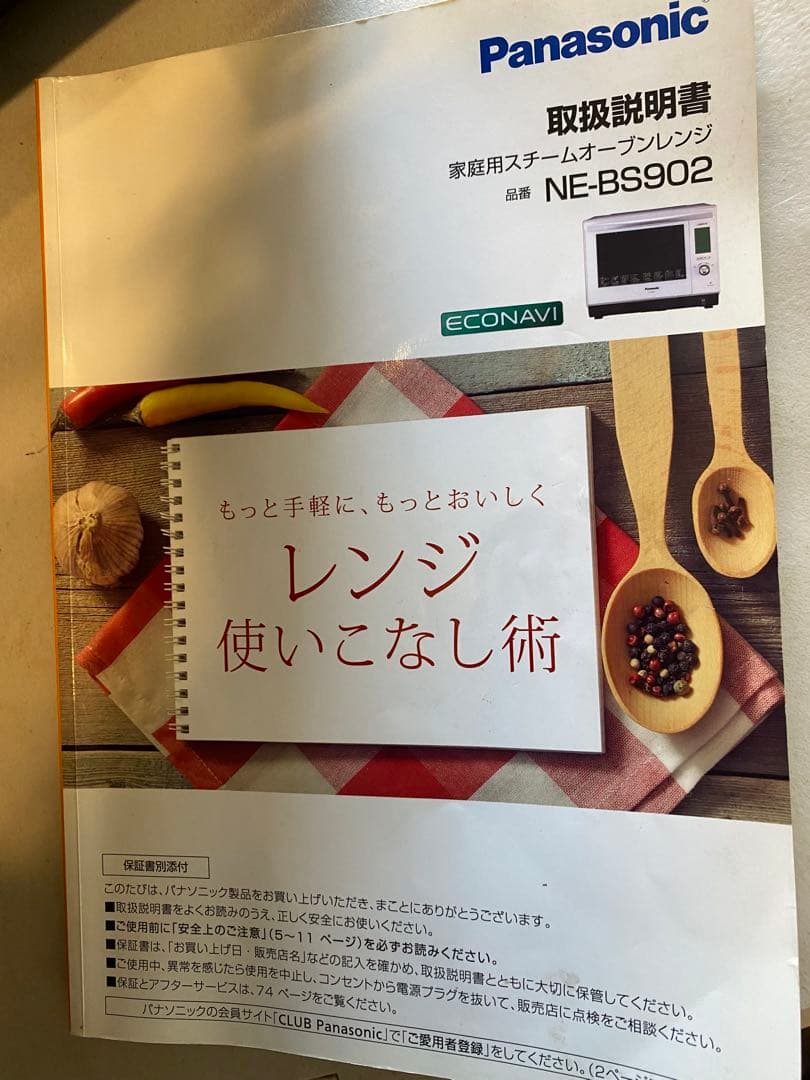 Panasonic
取扱説明書
家庭用スチームオーブンレンジ
品番 NE-BS902
Panasonic
ECONAVI
もっと手軽に、もっとおいしく
レンジ
使いこなし術
保証書別添付
このたびは、パナソニック製品をお買い上げいただき、まことにありがとうございます。
■取扱説明書をよくお読みのうえ、正しく安全にお使いください。
■ご使用前に「安全上のご注意」(5〜11 ページ)を必ずお読みください。
■保証書は、「お買い上げ日・販売店名」などの記入を確かめ、取扱説明書とともに大切に保管してください。
■ご使用中、異常を感じたら使用を中止し、コンセントから電源プラグを抜いて、販売店に点検をご相談ください。
■保証とアフターサービスは、74 ページをご覧ください。
パナソニックの会員サイト「CLUB Panasonic」で「ご愛用者登録」をしてください。(2ページ